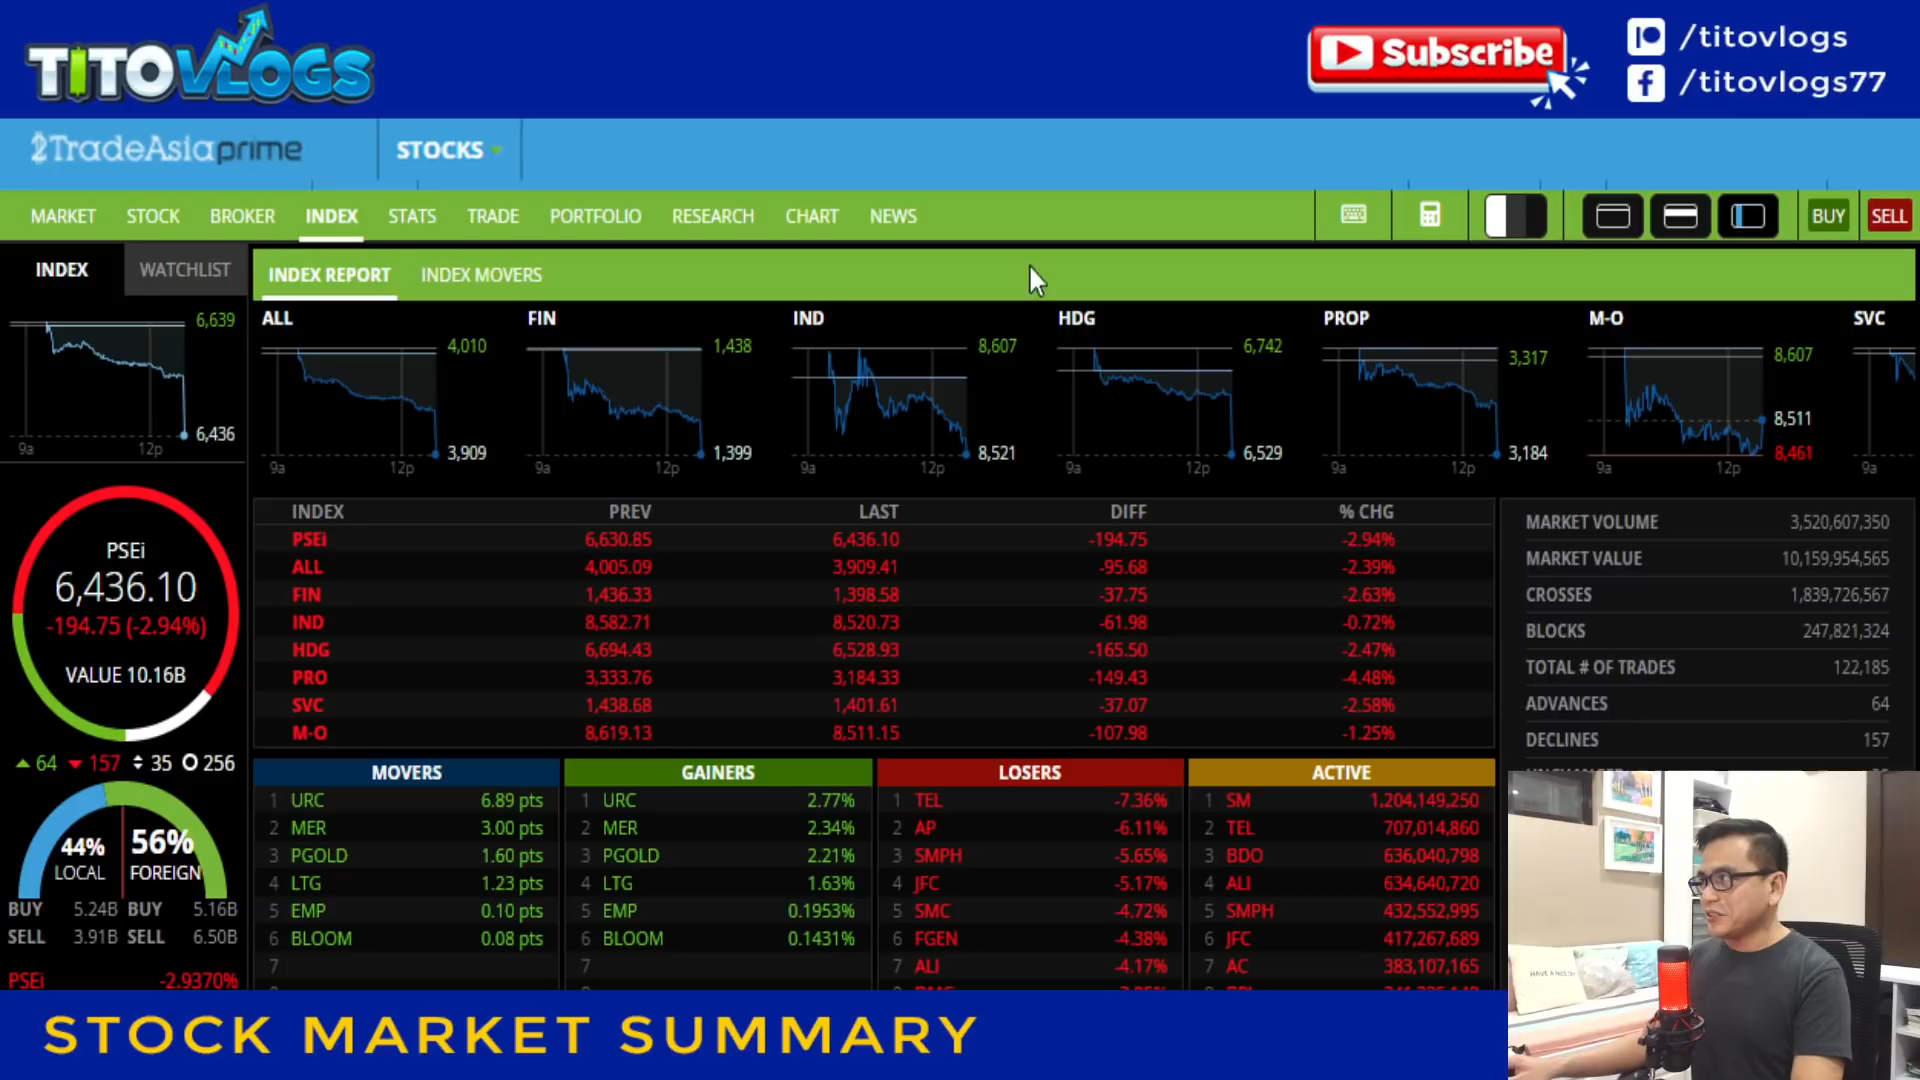 TITOVLOGS
Subscribe
/titovlogs
/titovlogs77
2TradeAsiaprime
STOCKS
MARKET STOCK BROKER INDEX STATS TRADE PORTFOLIO RESEARCH CHART NEWS BUY SELL
INDEX WATCHLIST
INDEX REPORT INDEX MOVERS
6,639
6,436
9a 12p
ALL 4,010 3,909 9a 12p
FIN 1,438 1,399 9a 12p
IND 8,607 8,521 9a 12p
HDG 6,742 6,529 9a 12p
PROP 3,317 3,184 9a 12p
M-O 8,607 8,511 8,461 9a 12p
SVC 9a
PSEi
6,436.10
-194.75 (-2.94%)
VALUE 10.16B
64 157 35 256
44% LOCAL 56% FOREIGN
BUY 5.24B BUY 5.16B
SELL 3.91B SELL 6.50B
PSEi -2.9370%
INDEX PREV LAST DIFF % CHG
PSEi 6,630.85 6,436.10 -194.75 -2.94%
ALL 4,005.09 3,909.41 -95.68 -2.39%
FIN 1,436.33 1,398.58 -37.75 -2.63%
IND 8,582.71 8,520.73 -61.98 -0.72%
HDG 6,694.43 6,528.93 -165.50 -2.47%
PRO 3,333.76 3,184.33 -149.43 -4.48%
SVC 1,438.68 1,401.61 -37.07 -2.58%
M-O 8,619.13 8,511.15 -107.98 -1.25%
MARKET VOLUME 3,520,607,350
MARKET VALUE 10,159,954,565
CROSSES 1,839,726,567
BLOCKS 247,821,324
TOTAL # OF TRADES 122,185
ADVANCES 64
DECLINES 157
MOVERS
1 URC 6.89 pts
2 MER 3.00 pts
3 PGOLD 1.60 pts
4 LTG 1.23 pts
5 EMP 0.10 pts
6 BLOOM 0.08 pts
7
GAINERS
1 URC 2.77%
2 MER 2.34%
3 PGOLD 2.21%
4 LTG 1.63%
5 EMP 0.1953%
6 BLOOM 0.1431%
7
LOSERS
1 TEL -7.36%
2 AP -6.11%
3 SMPH -5.65%
4 JFC -5.17%
5 SMC -4.72%
6 FGEN -4.38%
7 ALI -4.17%
ACTIVE
1 SM 1,204,149,250
2 TEL 707,014,860
3 BDO 636,040,798
4 ALI 634,640,720
5 SMPH 432,552,995
6 JFC 417,267,689
7 AC 383,107,165
STOCK MARKET SUMMARY